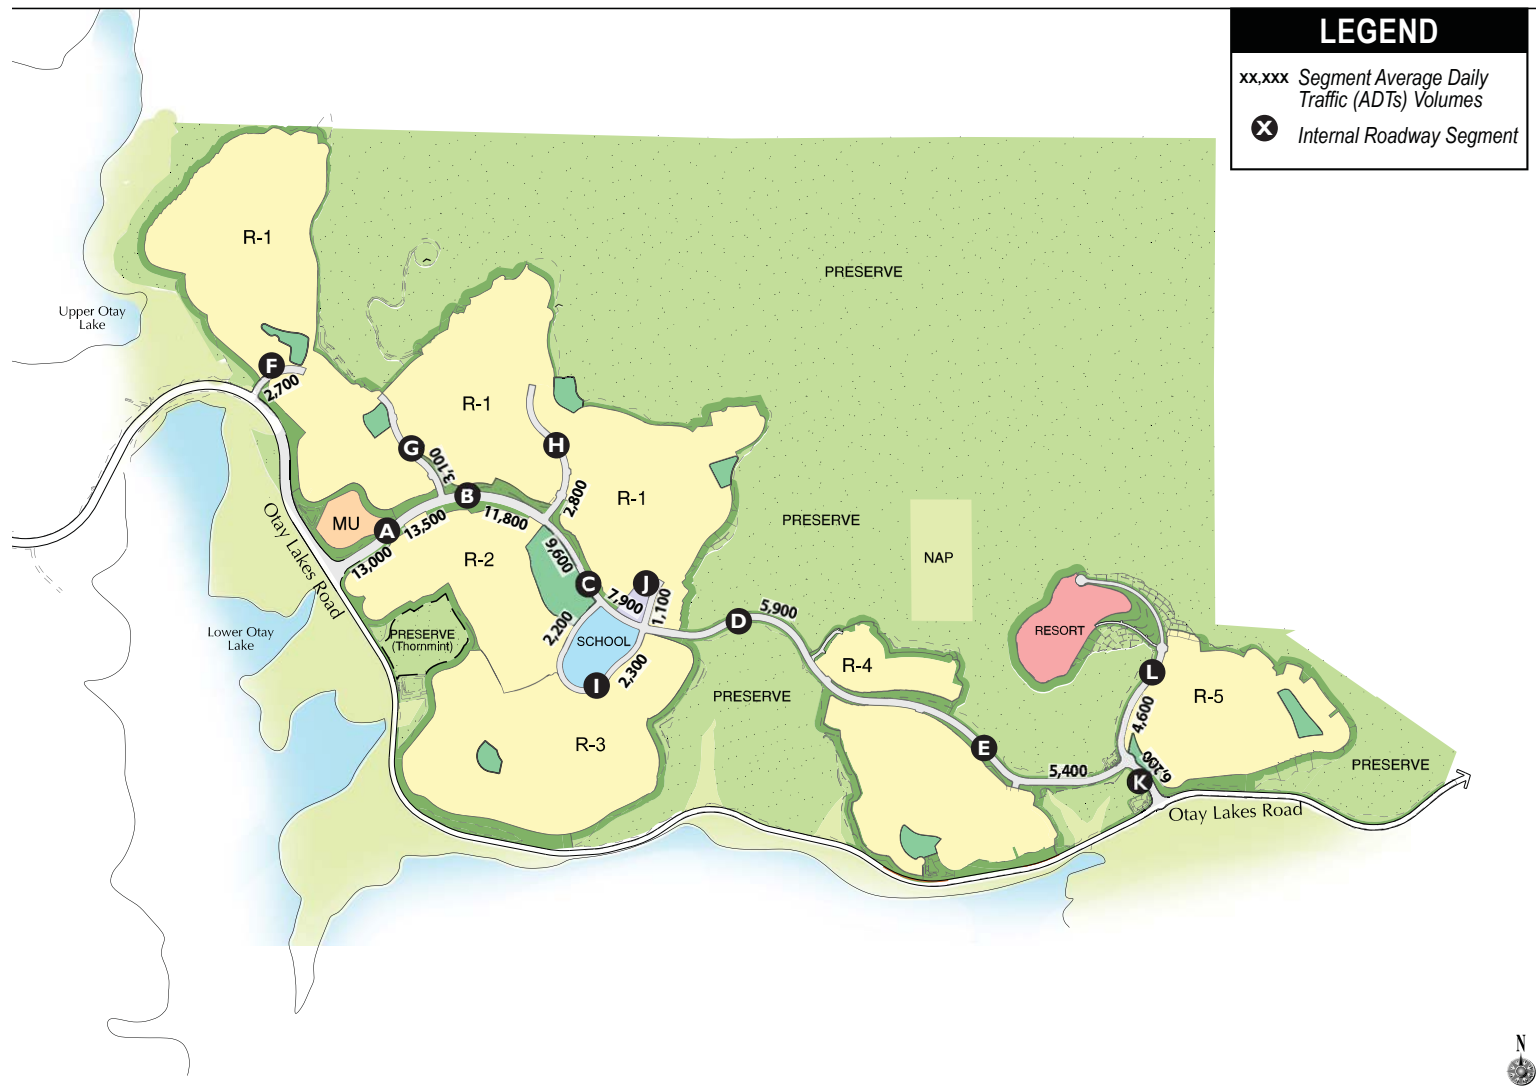 LEGEND
xx,xxx Segment Average Daily
Traffic (ADTs) Volumes
X Internal Roadway Segment
R-1
PRESERVE
Upper Otay
Lake
F
2,700
R-1
G
3,100
H
2,800
R-1
B
11,800
MU
A
13,500
13,000
Otay Lakes Road
R-2
9,600
C
J
7,900
1,100
PRESERVE
NAP
D
5,900
2,200
SCHOOL
2,300
I
PRESERVE
(Thornmint)
Lower Otay
Lake
RESORT
R-4
L
R-5
4,600
PRESERVE
R-3
E
5,400
6,200
K
PRESERVE
Otay Lakes Road
N